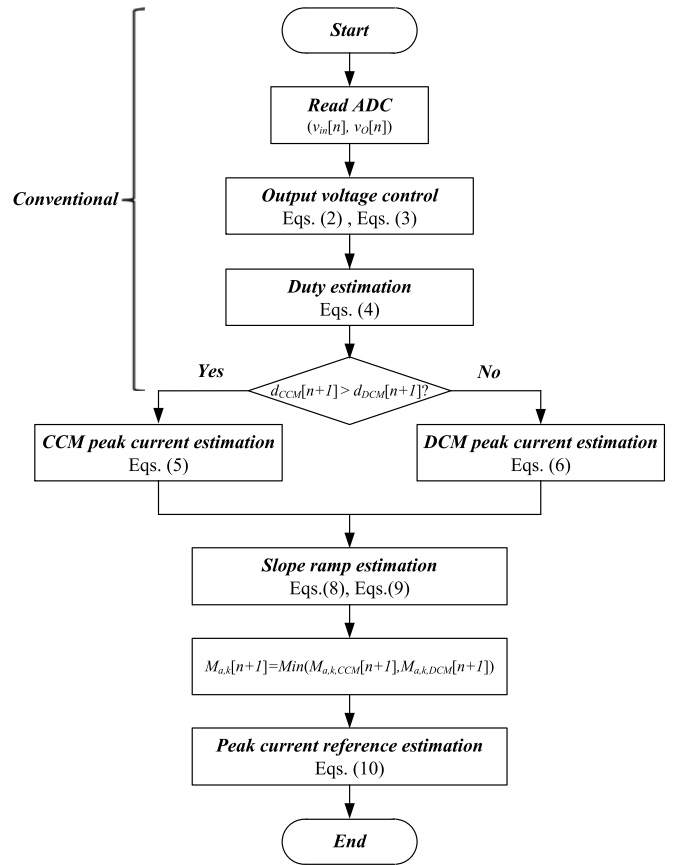 Start
Read ADC
(v_in[n], v_O[n])
Conventional
Output voltage control
Eqs. (2) , Eqs. (3)
Duty estimation
Eqs. (4)
Yes
No
d_CCM[n+1] > d_DCM[n+1]?
CCM peak current estimation
Eqs. (5)
DCM peak current estimation
Eqs. (6)
Slope ramp estimation
Eqs.(8), Eqs.(9)
M_a,k[n+1]=Min(M_a,k,CCM[n+1],M_a,k,DCM[n+1])
Peak current reference estimation
Eqs. (10)
End